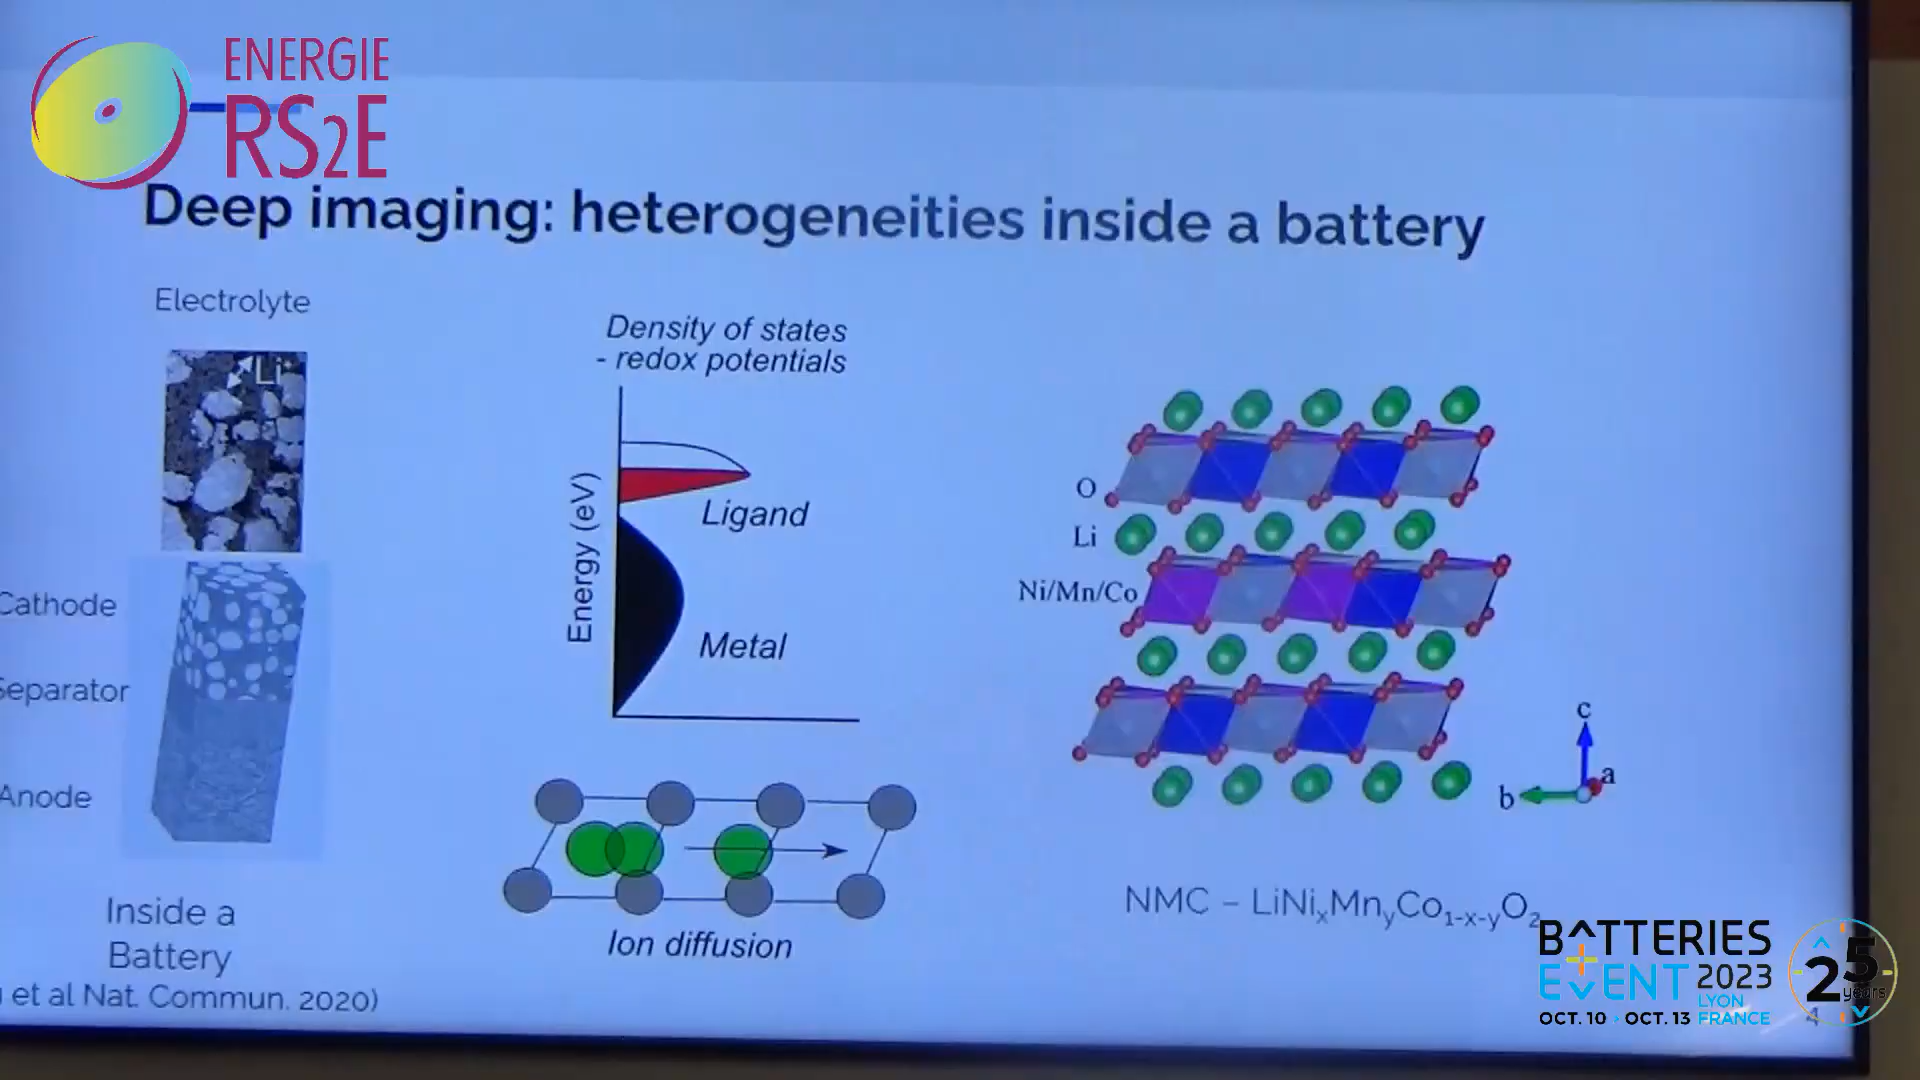 ENERGIE
RS2E
Deep imaging: heterogeneities inside a battery
Electrolyte
Li
Cathode
Separator
Anode
Inside a
Battery
et al Nat. Commun. 2020)
Density of states
- redox potentials
Energy (eV)
Ligand
Metal
Ion diffusion
O
Li
Ni/Mn/Co
c
a
b
NMC – LiNiₓMnᵧCo₁₋ₓ₋ᵧO₂
BATTERIES
EVENT 2023
LYON
OCT. 10 OCT. 13 FRANCE
25
years
4